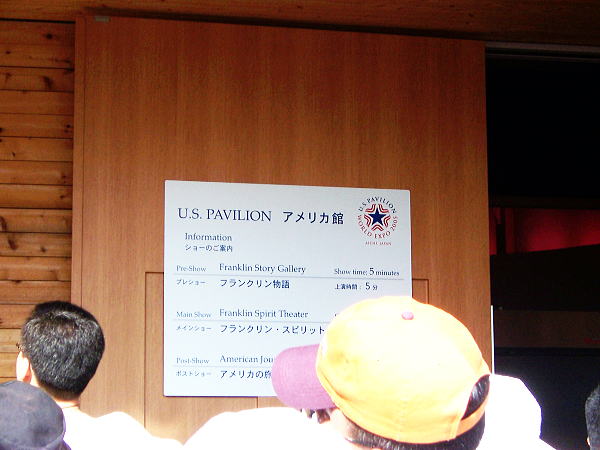 U.S. PAVILION アメリカ館
U.S. PAVILION
WORLD EXPO 2005
AICHI JAPAN
Information
ショーのご案内
Pre-Show Franklin Story Gallery Show time: 5 minutes
プレショー フランクリン物語 上演時間: 5分
Main Show Franklin Spirit Theater
メインショー フランクリン・スピリット
Post-Show American
ポストショー アメリカの旅